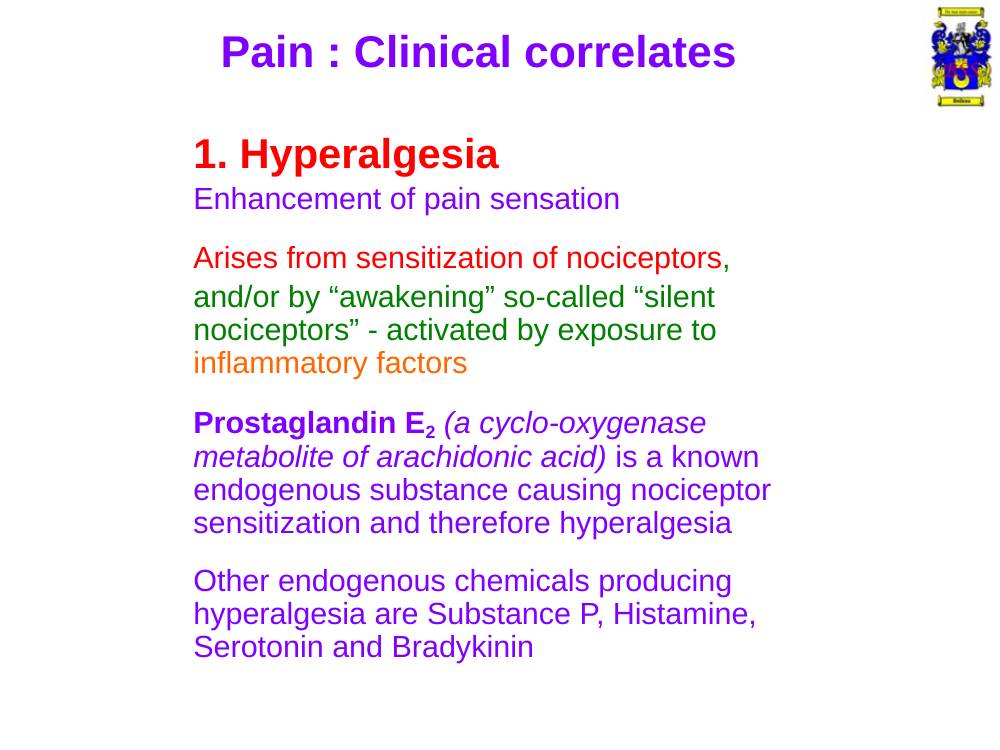 Pain : Clinical correlates
1. Hyperalgesia
Enhancement of pain sensation
Arises from sensitization of nociceptors,
and/or by “awakening” so-called “silent
nociceptors” - activated by exposure to
inflammatory factors
Prostaglandin E₂ (a cyclo-oxygenase
metabolite of arachidonic acid) is a known
endogenous substance causing nociceptor
sensitization and therefore hyperalgesia
Other endogenous chemicals producing
hyperalgesia are Substance P, Histamine,
Serotonin and Bradykinin